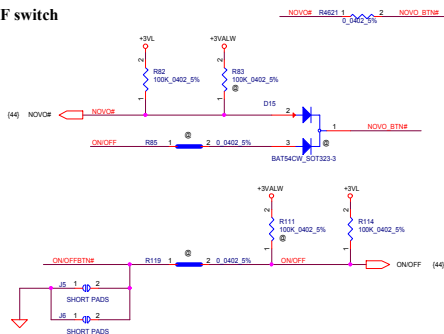 NOVO# R4621 1 2 NOVO_BTN#
0_0402_5%
F switch
+3VL +3VALW
2 2
R82 R83
100K_0402_5% 100K_0402_5%
@
1 1
D15
{44} NOVO# NOVO# 2
1 NOVO_BTN#
@
ON/OFF R85 1 2 0_0402_5% 3 @
BAT54CW_SOT323-3
+3VALW +3VL
2 2
R111 R114
100K_0402_5% 100K_0402_5%
@
1 1
@
ON/OFFBTN# R119 1 2 0_0402_5% ON/OFF ON/OFF {44}
J5 1 2
SHORT PADS
J6 1 2
SHORT PADS